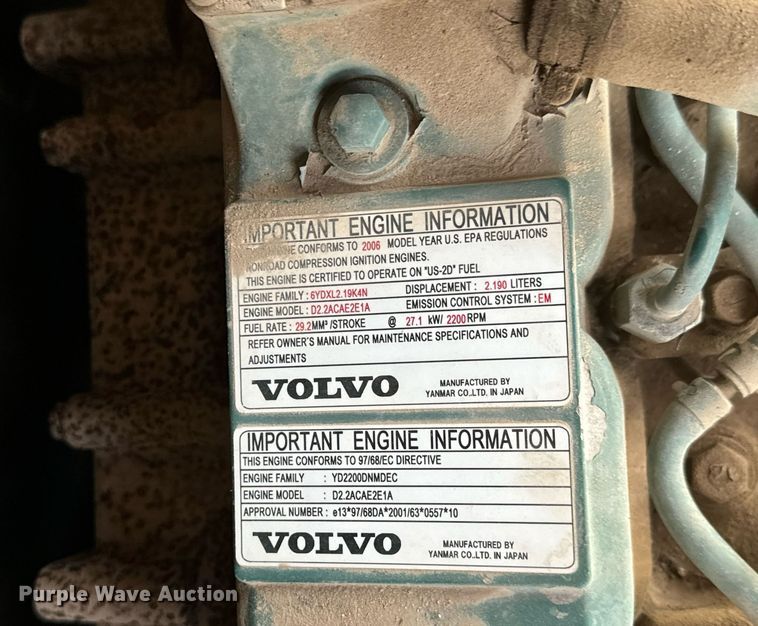 IMPORTANT ENGINE INFORMATION
ENGINE CONFORMS TO 2006 MODEL YEAR U.S. EPA REGULATIONS
NONROAD COMPRESSION IGNITION ENGINES.
THIS ENGINE IS CERTIFIED TO OPERATE ON "US-2D" FUEL
ENGINE FAMILY : 6YDXL2.19K4N DISPLACEMENT : 2.190 LITERS
ENGINE MODEL : D2.2ACAE2E1A EMISSION CONTROL SYSTEM : EM
FUEL RATE : 29.2MM³ /STROKE @ 27.1 kW/ 2200RPM
REFER OWNER'S MANUAL FOR MAINTENANCE SPECIFICATIONS AND
ADJUSTMENTS
VOLVO MANUFACTURED BY
YANMAR CO.,LTD. IN JAPAN
IMPORTANT ENGINE INFORMATION
THIS ENGINE CONFORMS TO 97/68/EC DIRECTIVE
ENGINE FAMILY : YD2200DNMDEC
ENGINE MODEL : D2.2ACAE2E1A
APPROVAL NUMBER : e13*97/68DA*2001/63*0557*10
VOLVO MANUFACTURED BY
YANMAR CO.,LTD. IN JAPAN
Purple Wave Auction